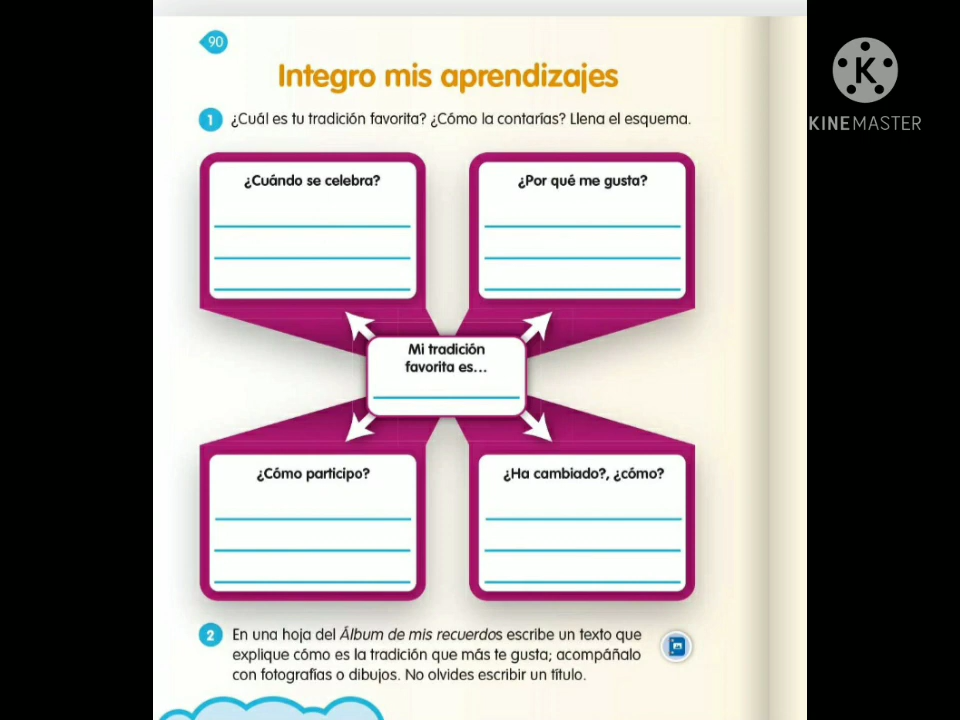 90
Integro mis aprendizajes
1 ¿Cuál es tu tradición favorita? ¿Cómo la contarías? Llena el esquema.
¿Cuándo se celebra?
¿Por qué me gusta?
Mi tradición
favorita es...
¿Cómo participo?
¿Ha cambiado?, ¿cómo?
2 En una hoja del Álbum de mis recuerdos escribe un texto que
explique cómo es la tradición que más te gusta; acompáñalo
con fotografías o dibujos. No olvides escribir un título.
K
KINEMASTER